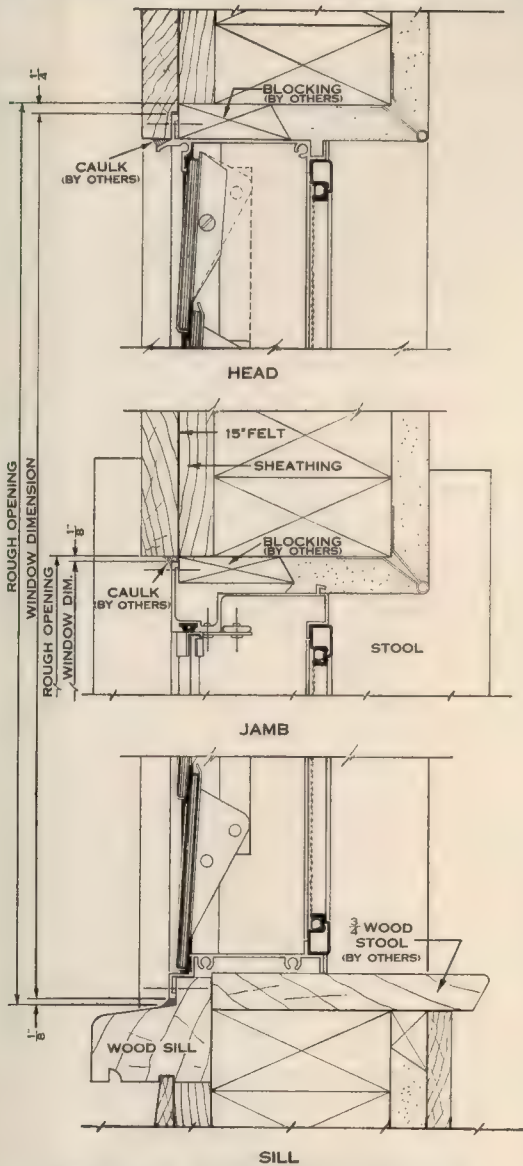 1/4"
BLOCKING
(BY OTHERS)
CAULK
(BY OTHERS)
HEAD
15" FELT
SHEATHING
ROUGH OPENING
WINDOW DIMENSION
1/8"
BLOCKING
(BY OTHERS)
CAULK
(BY OTHERS)
ROUGH OPENING
WINDOW DIM.
STOOL
JAMB
3/4 WOOD
STOOL
(BY OTHERS)
1/8"
WOOD SILL
SILL